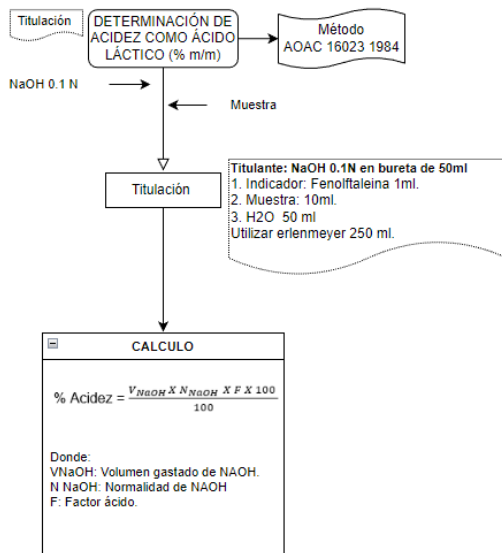 Titulación
DETERMINACIÓN DE
ACIDEZ COMO ÁCIDO
LÁCTICO (% m/m)
Método
AOAC 16023 1984
NaOH 0.1 N
Muestra
Titulación
Titulante: NaOH 0.1N en bureta de 50ml
1. Indicador: Fenolftaleina 1ml.
2. Muestra: 10ml.
3. H2O 50 ml
Utilizar erlenmeyer 250 ml.
CALCULO
% Acidez = V_NaOH X N_NaOH X F X 100
100
Donde:
VNaOH: Volumen gastado de NAOH.
N NaOH: Normalidad de NAOH
F: Factor ácido.